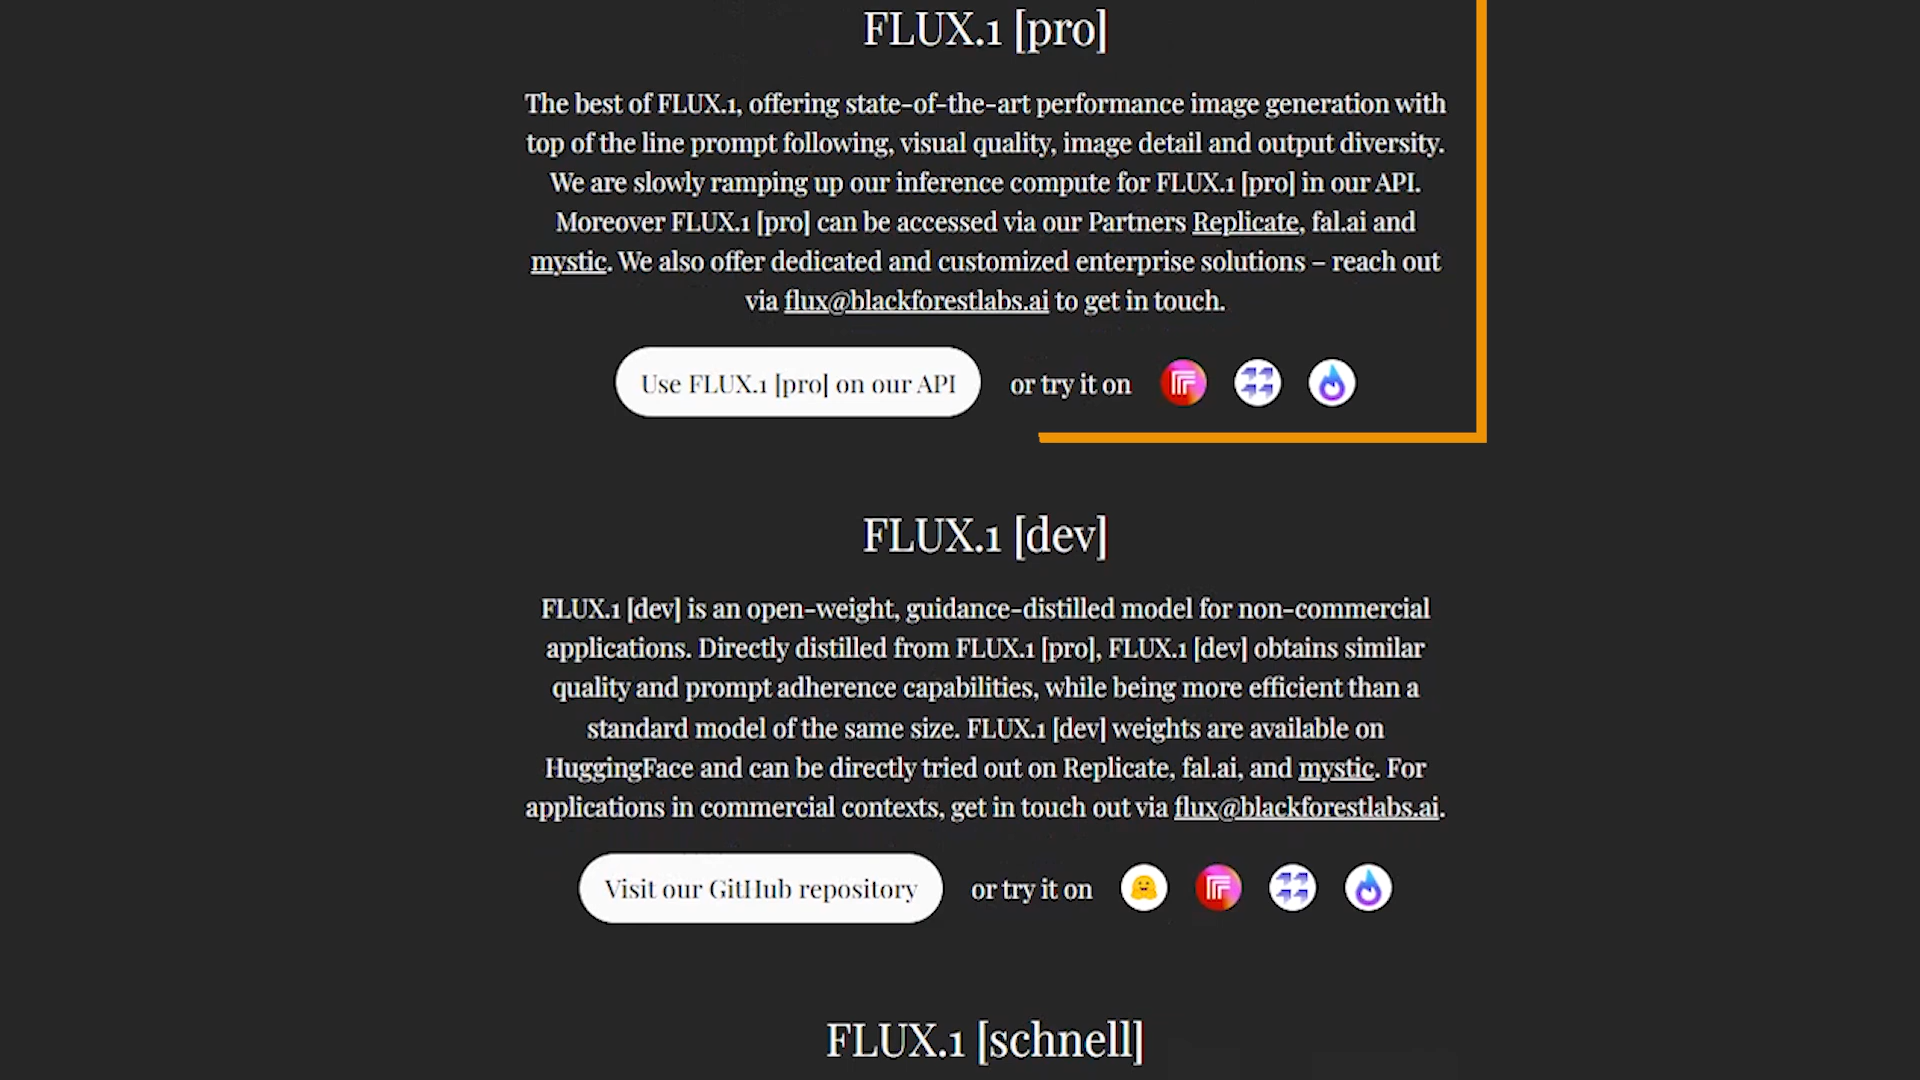 FLUX.1 [pro]
The best of FLUX.1, offering state-of-the-art performance image generation with
top of the line prompt following, visual quality, image detail and output diversity.
We are slowly ramping up our inference compute for FLUX.1 [pro] in our API.
Moreover FLUX.1 [pro] can be accessed via our Partners Replicate, fal.ai and
mystic. We also offer dedicated and customized enterprise solutions – reach out
via flux@blackforestlabs.ai to get in touch.
Use FLUX.1 [pro] on our API or try it on
FLUX.1 [dev]
FLUX.1 [dev] is an open-weight, guidance-distilled model for non-commercial
applications. Directly distilled from FLUX.1 [pro], FLUX.1 [dev] obtains similar
quality and prompt adherence capabilities, while being more efficient than a
standard model of the same size. FLUX.1 [dev] weights are available on
HuggingFace and can be directly tried out on Replicate, fal.ai, and mystic. For
applications in commercial contexts, get in touch out via flux@blackforestlabs.ai.
Visit our GitHub repository or try it on
FLUX.1 [schnell]